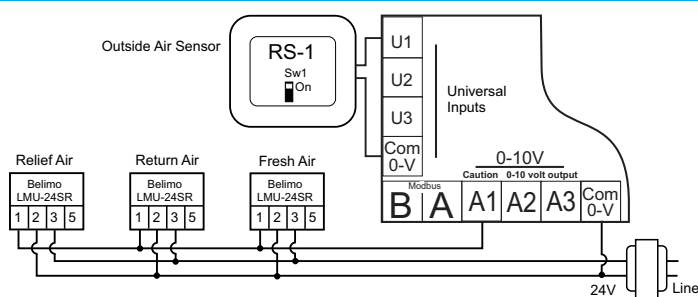 Outside Air Sensor
RS-1
Sw1
On
U1
U2
U3
Com
0-V
Universal
Inputs
0-10V
Caution 0-10 volt output
Modbus
B A A1 A2 A3 Com
0-V
Relief Air
Belimo
LMU-24SR
1 2 3 5
Return Air
Belimo
LMU-24SR
1 2 3 5
Fresh Air
Belimo
LMU-24SR
1 2 3 5
24V
Line